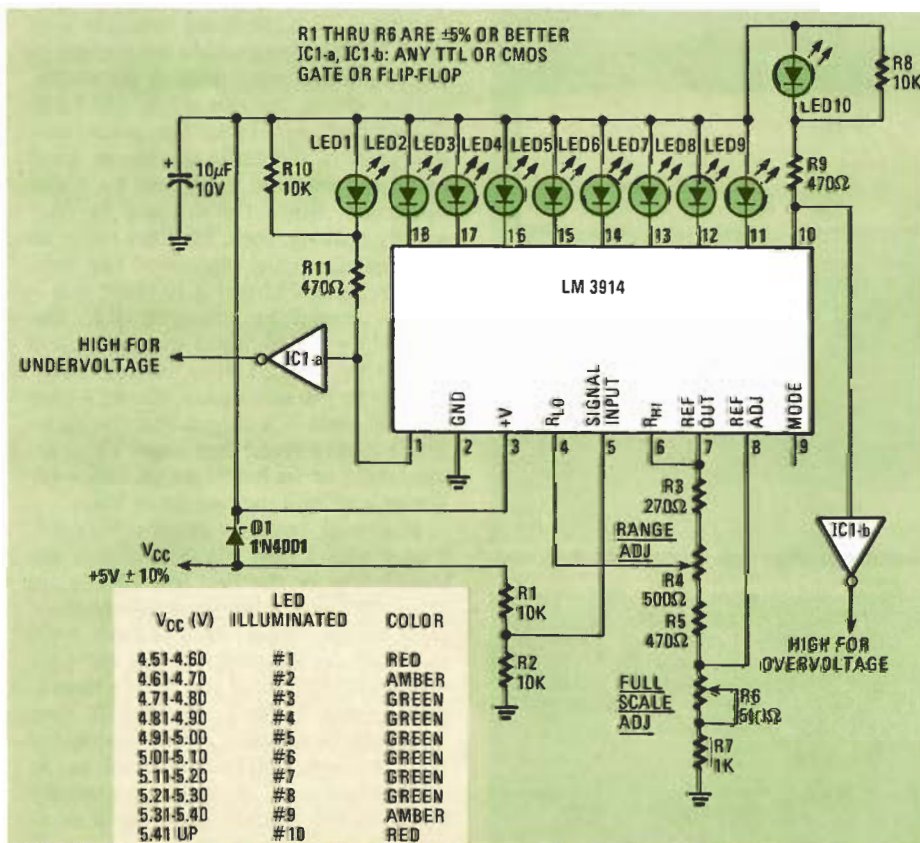 R1 THRU R6 ARE ±5% OR BETTER
IC1-a, IC1-b: ANY TTL OR CMOS
GATE OR FLIP-FLOP
R8
10K
LED10
LED1
LED2
LED3
LED4
LED5
LED6
LED7
LED8
LED9
+
10µF
10V
R10
10K
R9
470Ω
18
17
16
15
14
13
12
11
10
R11
470Ω
LM 3914
HIGH FOR
UNDERVOLTAGE
IC1-a
GND
+V
RLO
SIGNAL
INPUT
RHI
REF
OUT
REF
ADJ
MODE
1
2
3
4
5
6
7
8
9
R3
270Ω
RANGE
ADJ
R4
500Ω
R5
470Ω
IC1-b
HIGH FOR
OVERVOLTAGE
D1
1N4001
VCC
+5V ± 10%
R1
10K
R2
10K
FULL
SCALE
ADJ
R6
R7
1K
LED
VCC (V) ILLUMINATED COLOR
4.51-4.60 #1 RED
4.61-4.70 #2 AMBER
4.71-4.80 #3 GREEN
4.81-4.90 #4 GREEN
4.91-5.00 #5 GREEN
5.01-5.10 #6 GREEN
5.11-5.20 #7 GREEN
5.21-5.30 #8 GREEN
5.31-5.40 #9 AMBER
5.41 UP #10 RED